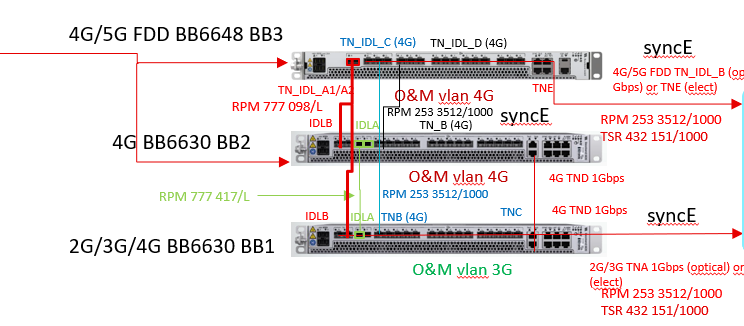 4G/5G FDD BB6648 BB3
TN_IDL_C (4G)
TN_IDL_D (4G)
syncE
TN_IDL_A1/A2
RPM 777 098/L
O&M vlan 4G
TNE
4G/5G FDD TN_IDL_B (op
Gbps) or TNE (elect)
RPM 253 3512/1000
TSR 432 151/1000
IDLB
IDLA
RPM 253 3512/1000
TN_B (4G)
syncE
4G BB6630 BB2
O&M vlan 4G
4G TND 1Gbps
RPM 777 417/L
RPM 253 3512/1000
IDLB
IDLA
TNB (4G)
TNC
4G TND 1Gbps
syncE
2G/3G/4G BB6630 BB1
O&M vlan 3G
2G/3G TNA 1Gbps (optical) or
(elect)
RPM 253 3512/1000
TSR 432 151/1000